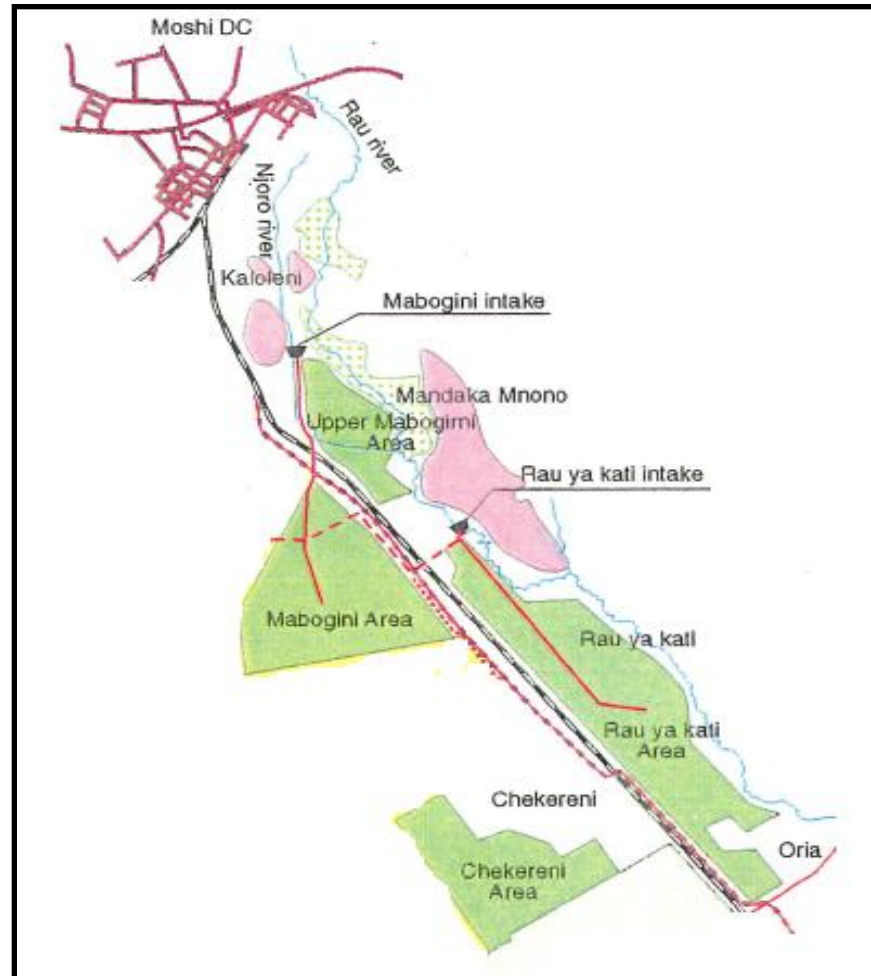 Moshi DC
Rau river
Njoro river
Kaloleni
Mabogini intake
Mandaka Mnono
Upper Mabogirni
Area
Rau ya kati intake
Mabogini Area
Rau ya kati
Rau ya kati
Area
Chekereni
Oria
Chekereni
Area